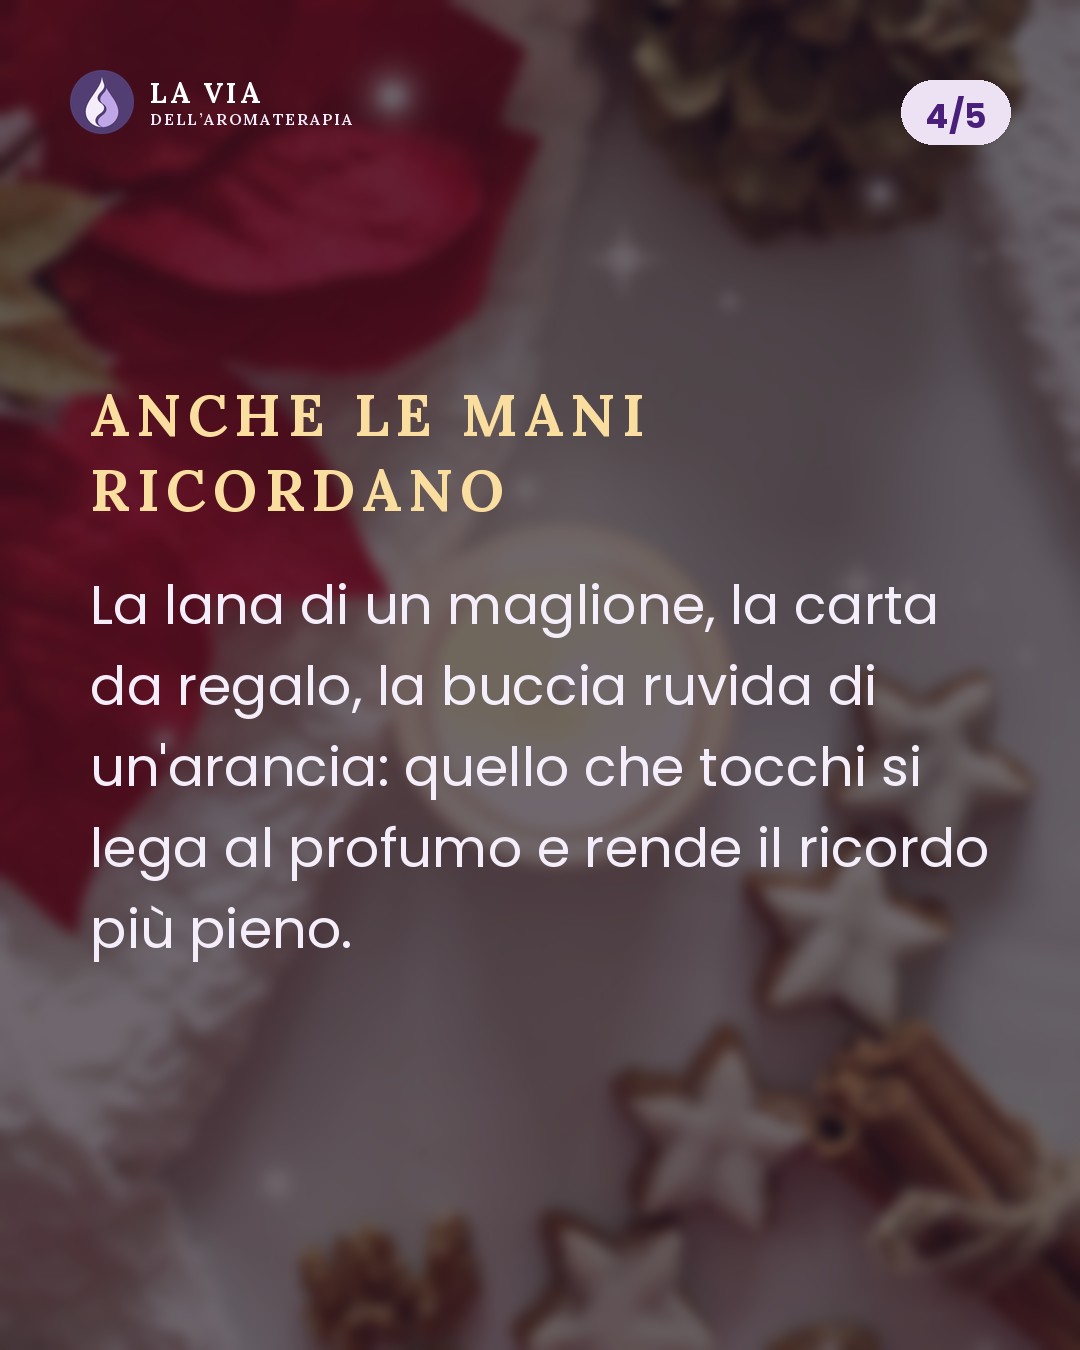 LA VIA
DELL'AROMATERAPIA
4/5
ANCHE LE MANI
RICORDANO
La lana di un maglione, la carta
da regalo, la buccia ruvida di
un'arancia: quello che tocchi si
lega al profumo e rende il ricordo
più pieno.